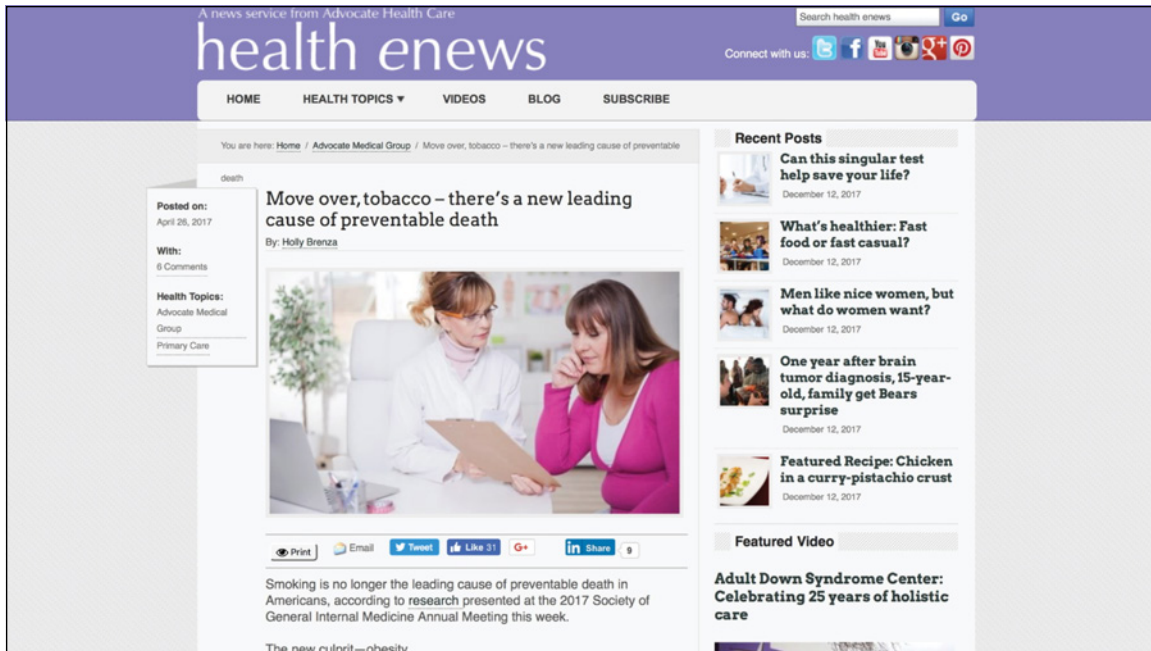 A news service from Advocate Health Care
health enews
Search health enews
Go
Connect with us:
You Tube
HOME
HEALTH TOPICS ▾
VIDEOS
BLOG
SUBSCRIBE
You are here: Home / Advocate Medical Group / Move over, tobacco – there's a new leading cause of preventable
death
Posted on:
April 26, 2017
With:
6 Comments
Health Topics:
Advocate Medical
Group
Primary Care
Move over, tobacco – there's a new leading
cause of preventable death
By: Holly Brenza
Print
Email
Tweet
Like 31
G+
in Share
9
Smoking is no longer the leading cause of preventable death in
Americans, according to research presented at the 2017 Society of
General Internal Medicine Annual Meeting this week.
The new culprit—obesity.
Recent Posts
Can this singular test
help save your life?
December 12, 2017
What's healthier: Fast
food or fast casual?
December 12, 2017
Men like nice women, but
what do women want?
December 12, 2017
One year after brain
tumor diagnosis, 15-year-
old, family get Bears
surprise
December 12, 2017
Featured Recipe: Chicken
in a curry-pistachio crust
December 12, 2017
Featured Video
Adult Down Syndrome Center:
Celebrating 25 years of holistic
care